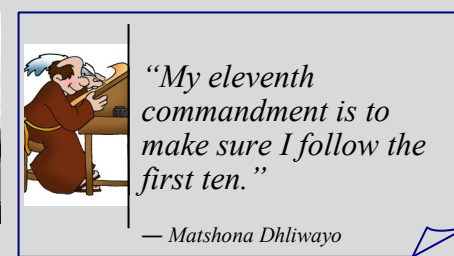 “My eleventh
commandment is to
make sure I follow the
first ten.”
― Matshona Dhliwayo